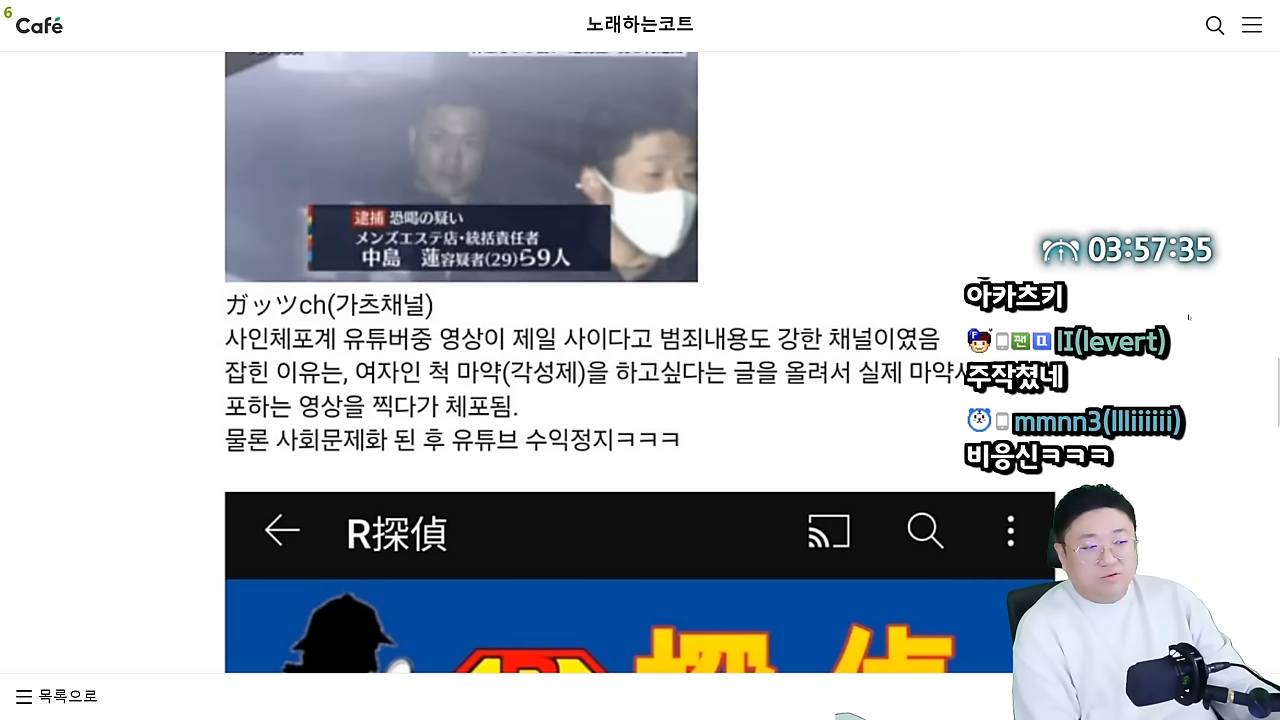 6
Café
노래하는코트
逮捕 恐喝の疑い
メンズエステ店・統括責任者
中島 蓮容疑者(29)ら9人
ガッツch(가츠채널)
사인체포계 유튜버중 영상이 제일 사이다고 범죄내용도 강한 채널이였음
잡힌 이유는, 여자인 척 마약(각성제)을 하고싶다는 글을 올려서 실제 마약사
포하는 영상을 찍다가 체포됨.
물론 사회문제화 된 후 유튜브 수익정지ㅋㅋㅋ
03:57:35
아카츠키
짼 lI(levert)
주작쳤네
mmnn3(llliiiiii)
비응신ㅋㅋㅋ
R探偵
探偵
목록으로